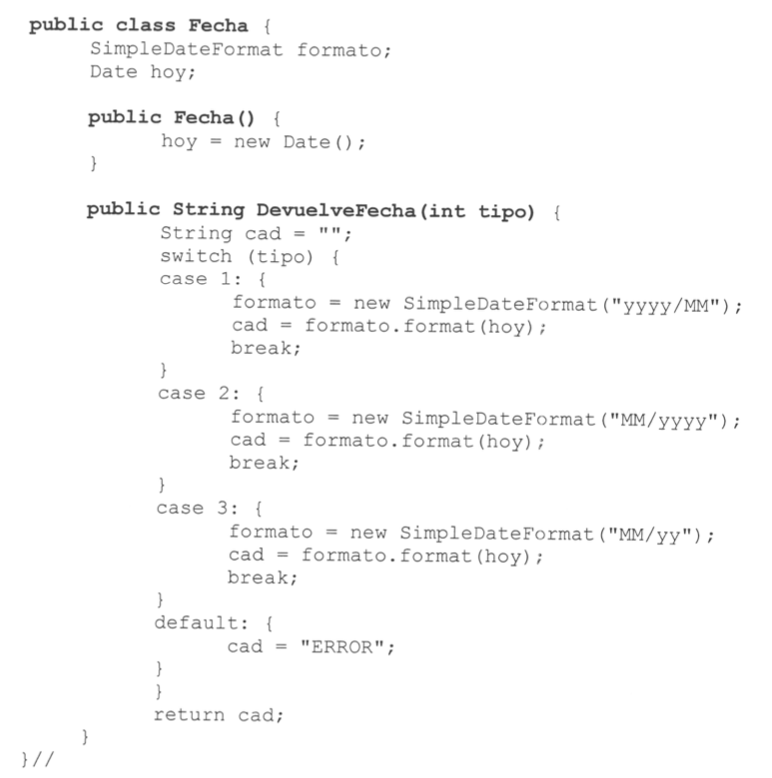 public class Fecha {
SimpleDateFormat formato;
Date hoy;
public Fecha() {
hoy = new Date();
}
public String DevuelveFecha(int tipo) {
String cad = "";
switch (tipo) {
case 1: {
formato = new SimpleDateFormat("yyyy/MM");
cad = formato.format(hoy);
break;
}
case 2: {
formato = new SimpleDateFormat("MM/yyyy");
cad = formato.format(hoy);
break;
}
case 3: {
formato = new SimpleDateFormat("MM/yy");
cad = formato.format(hoy);
break;
}
default: {
cad = "ERROR";
}
}
return cad;
}
}//